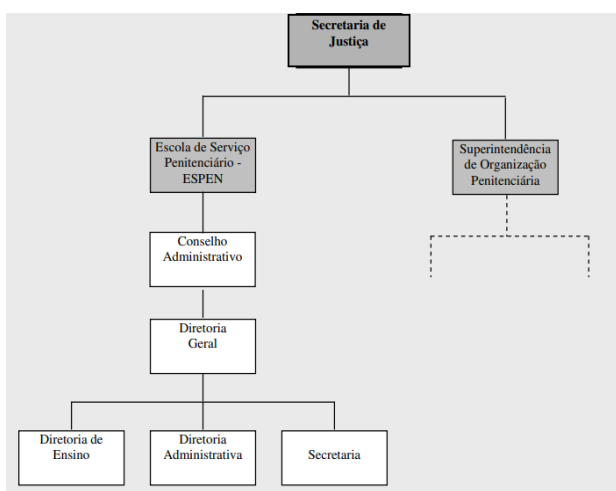 Secretaria de
Justiça
Escola de Serviço
Penitenciário -
ESPEN
Superintendência
de Organização
Penitenciária
Conselho
Administrativo
Diretoria
Geral
Diretoria de
Ensino
Diretoria
Administrativa
Secretaria